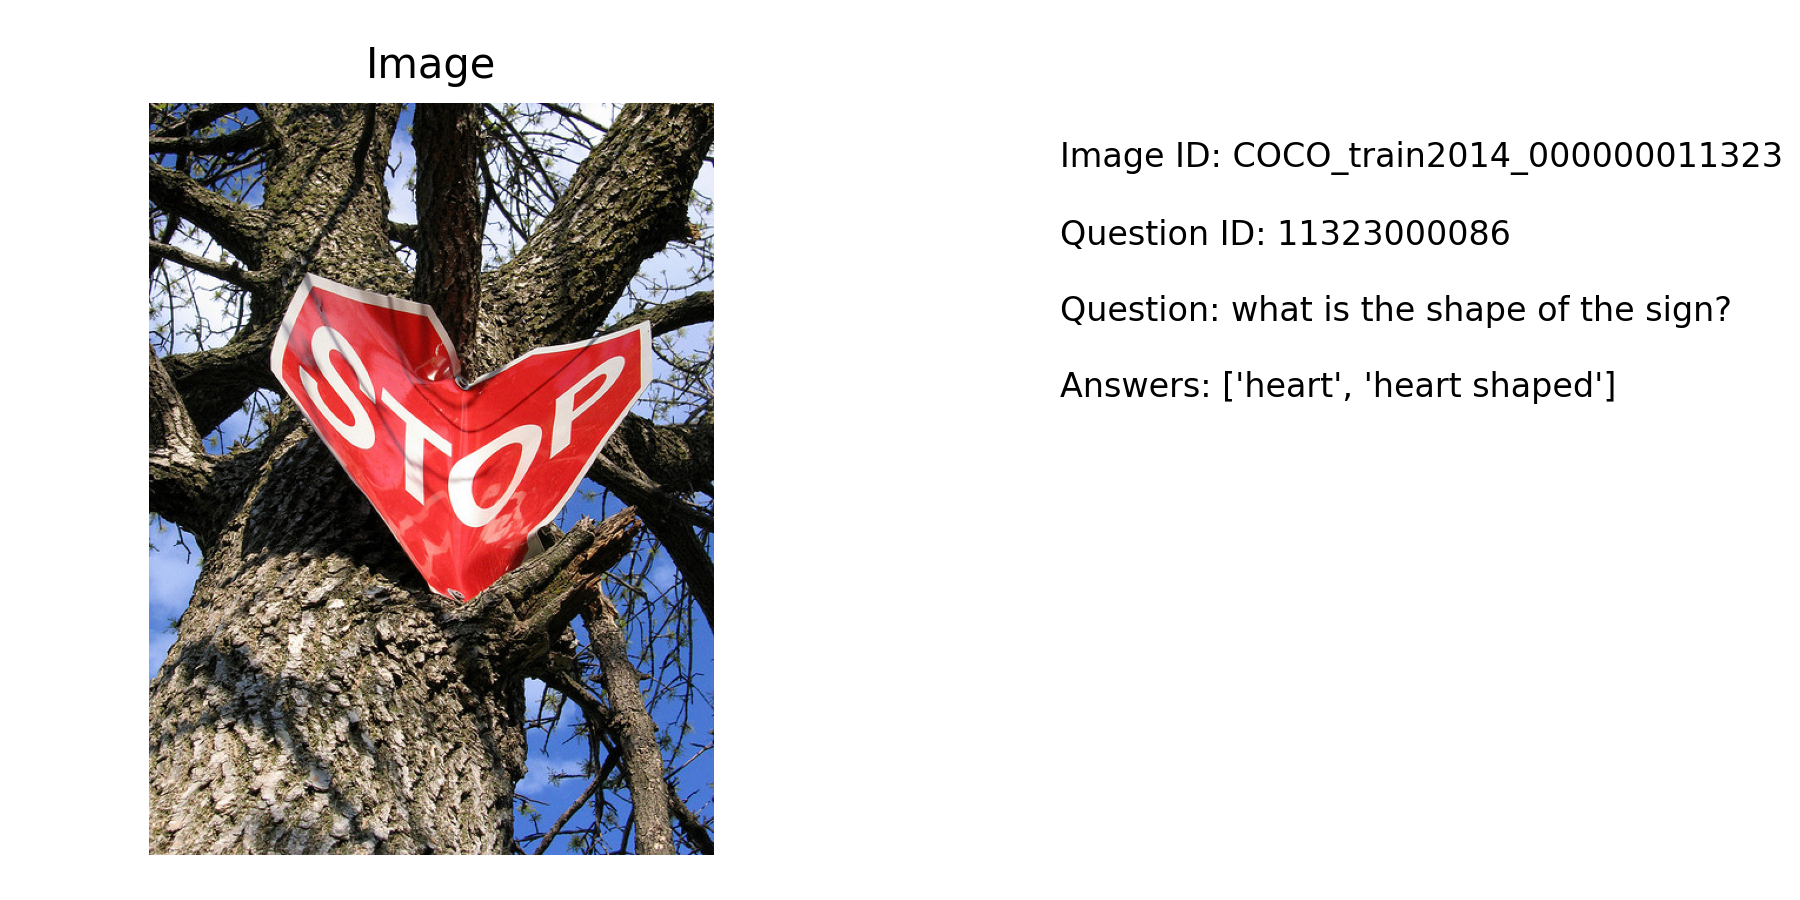 Image
STOP
Image ID: COCO_train2014_000000011323
Question ID: 11323000086
Question: what is the shape of the sign?
Answers: ['heart', 'heart shaped']